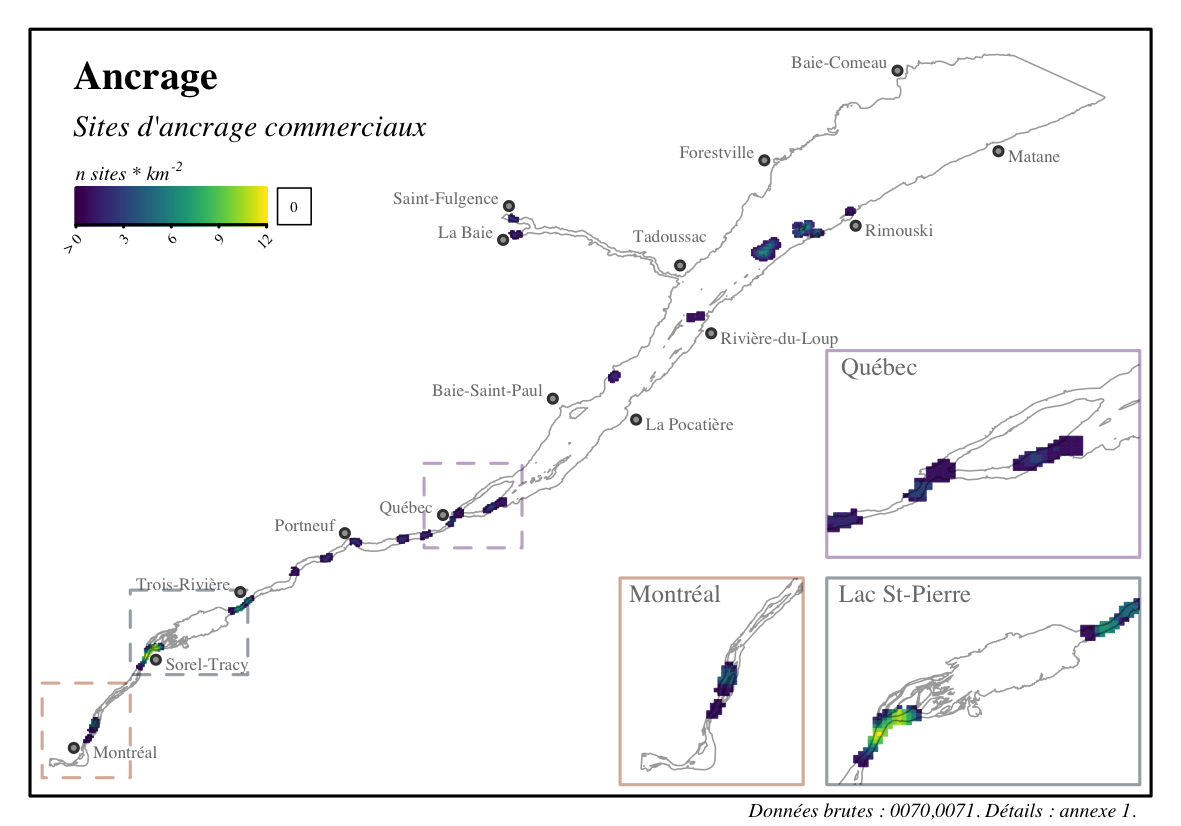 Ancrage
Sites d'ancrage commerciaux
n sites * km-2
0
> 0
3
6
9
12
Baie-Comeau
Forestville
Matane
Saint-Fulgence
La Baie
Tadoussac
Rimouski
Rivière-du-Loup
Baie-Saint-Paul
La Pocatière
Québec
Portneuf
Trois-Rivière
Sorel-Tracy
Montréal
Québec
Montréal
Lac St-Pierre
Données brutes : 0070,0071. Détails : annexe 1.